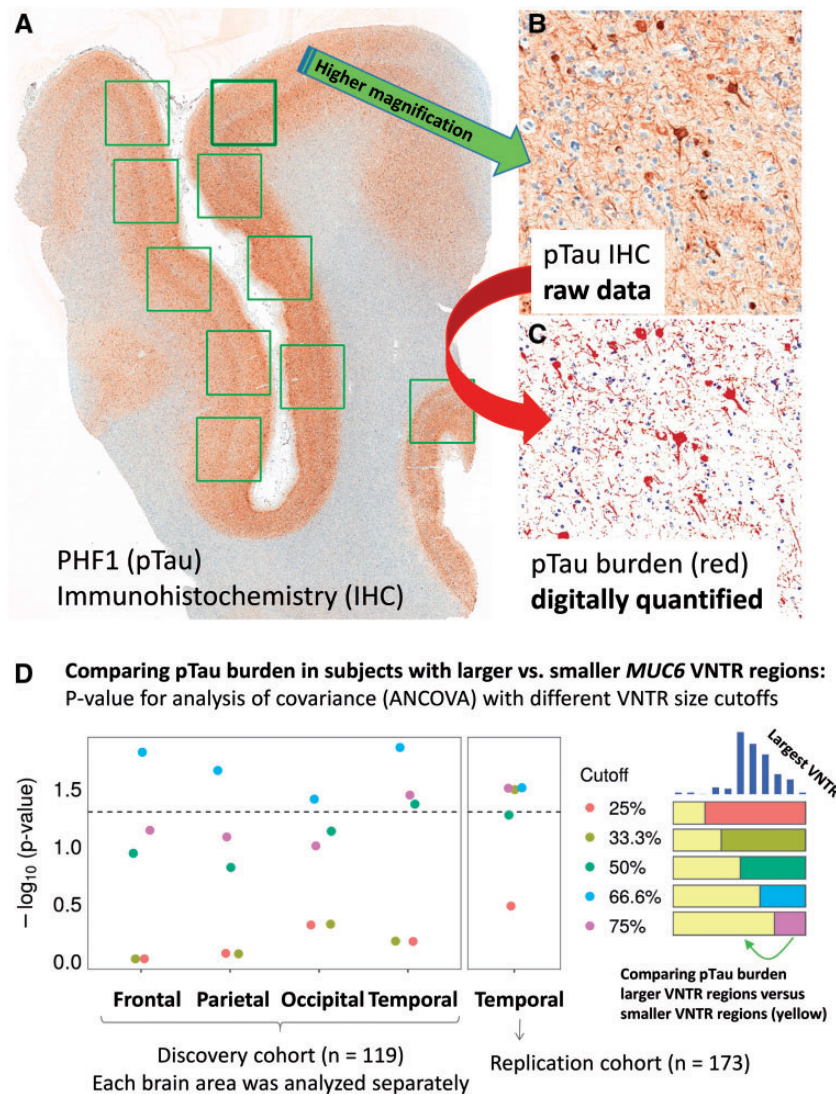 A
Higher magnification
B
pTau IHC
raw data
C
PHF1 (pTau)
Immunohistochemistry (IHC)
pTau burden (red)
digitally quantified
D Comparing pTau burden in subjects with larger vs. smaller MUC6 VNTR regions:
P-value for analysis of covariance (ANCOVA) with different VNTR size cutoffs
− log10 (p-value)
1.5
1.0
0.5
0.0
Frontal Parietal Occipital Temporal
Temporal
Discovery cohort (n = 119)
Each brain area was analyzed separately
Replication cohort (n = 173)
Cutoff
25%
33.3%
50%
66.6%
75%
Largest VNTR
Comparing pTau burden
larger VNTR regions versus
smaller VNTR regions (yellow)